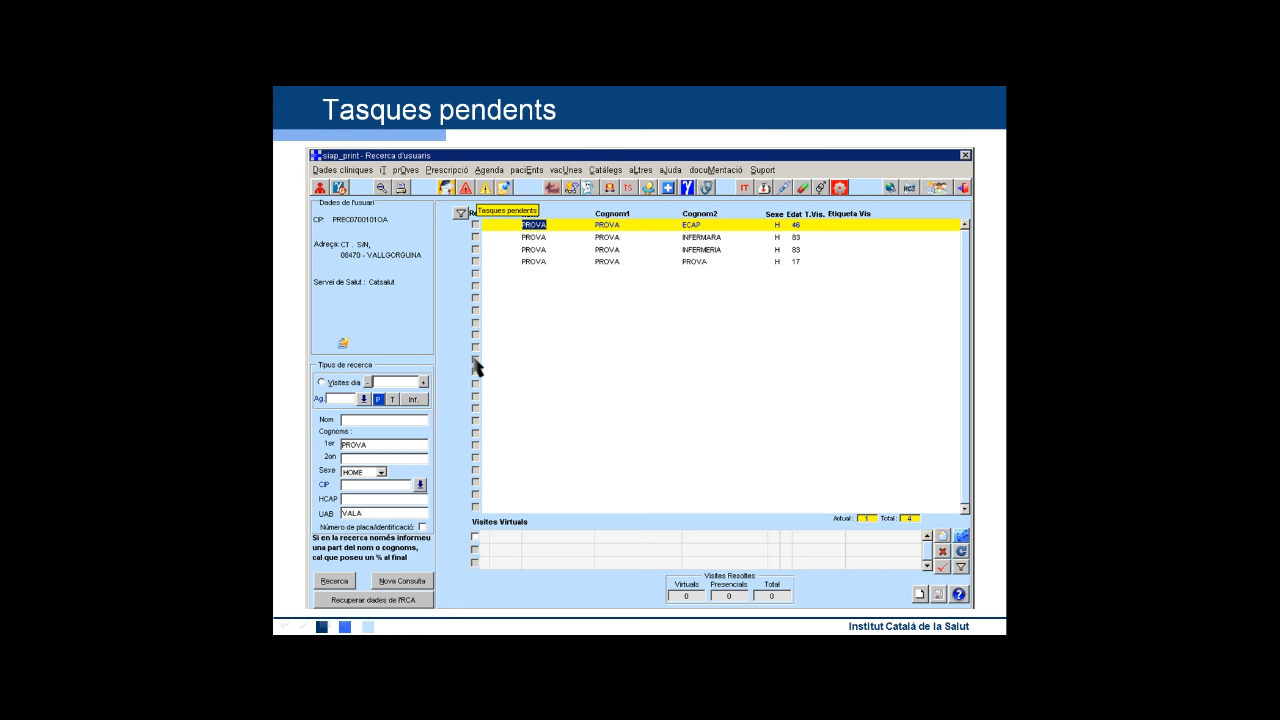 Tasques pendents
siap_print - Recerca d'usuaris
Dades clíniques iT prOves Prescripció Agenda paciEnts vacUnes Catàlegs aLtres aJuda docuMentació Suport
TS IT HC3
Dades de l'usuari
CIP: PREC0700101OA
Adreça: CT . S/N,
08470 - VALLGORGUINA
Servei de Salut : Catsalut
Tasques pendents
Cognom1 Cognom2 Sexe Edat T.Vis. Etiqueta Vis
PROVA PROVA ECAP H 46
PROVA PROVA INFERMARA H 83
PROVA PROVA INFERMERIA H 83
PROVA PROVA PROVA H 17
Tipus de recerca
Visites dia - +
Ag. P T Inf.
Nom
Cognoms :
1er PROVA
2on
Sexe HOME
CIP
HCAP
UAB VALA
Número de placa/identificació:
Si en la recerca només informeu
una part del nom o cognoms,
cal que poseu un % al final
Recerca Nova Consulta
Recuperar dades de l'RCA
Actual : 1 Total : 4
Visites Virtuals
Visites Resoltes
Virtuals Presencials Total
0 0 0
Institut Català de la Salut